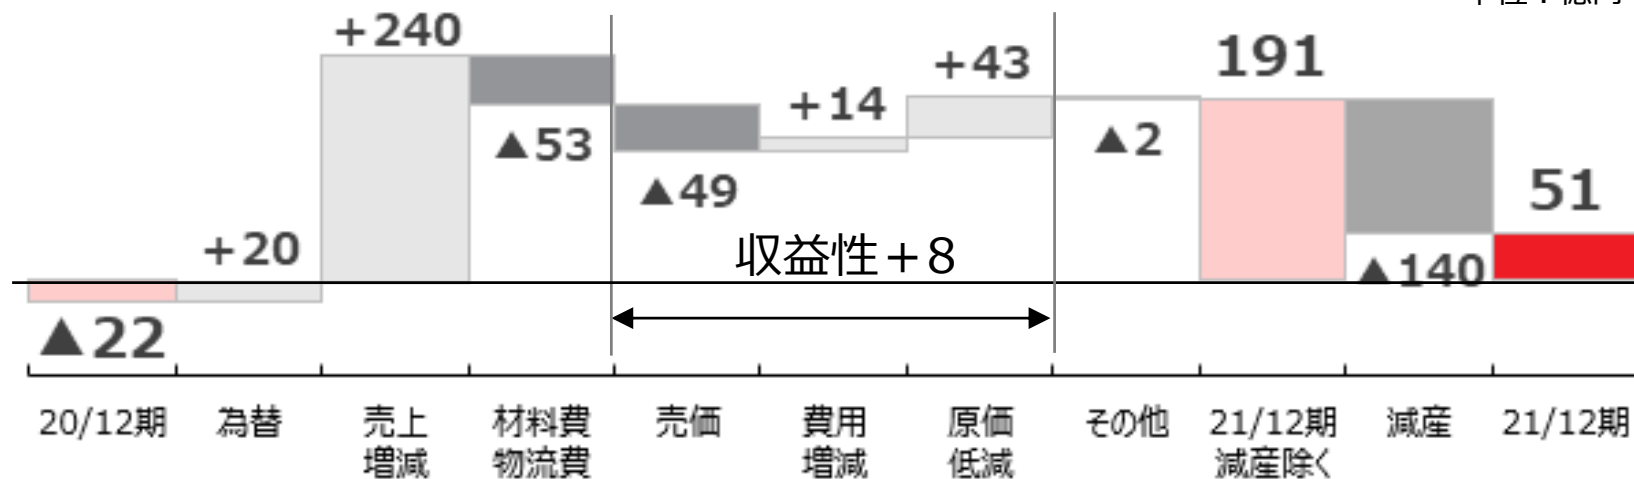 +240
▲53
▲49
+14
+43
▲2
191
▲140
51
+20
▲22
収益性+8
20/12期
為替
売上
増減
材料費
物流費
売価
費用
増減
原価
低減
その他
21/12期
減産除く
減産
21/12期